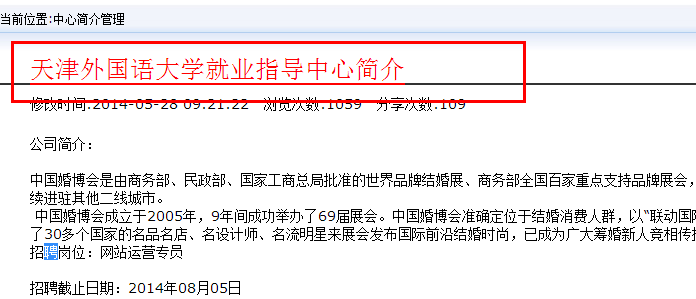 当前位置:中心简介管理
天津外国语大学就业指导中心简介
修改时间:2014-05-28 09:21:22 浏览次数:1059 分享次数:109
公司简介：
中国婚博会是由商务部、民政部、国家工商总局批准的世界品牌结婚展、商务部全国百家重点支持品牌展会，
续进驻其他二线城市。
中国婚博会成立于2005年，9年间成功举办了69届展会。中国婚博会准确定位于结婚消费人群，以“联动国际
了30多个国家的名品名店、名设计师、名流明星来展会发布国际前沿结婚时尚，已成为广大筹婚新人竞相传
招聘岗位：网站运营专员
招聘截止日期：2014年08月05日